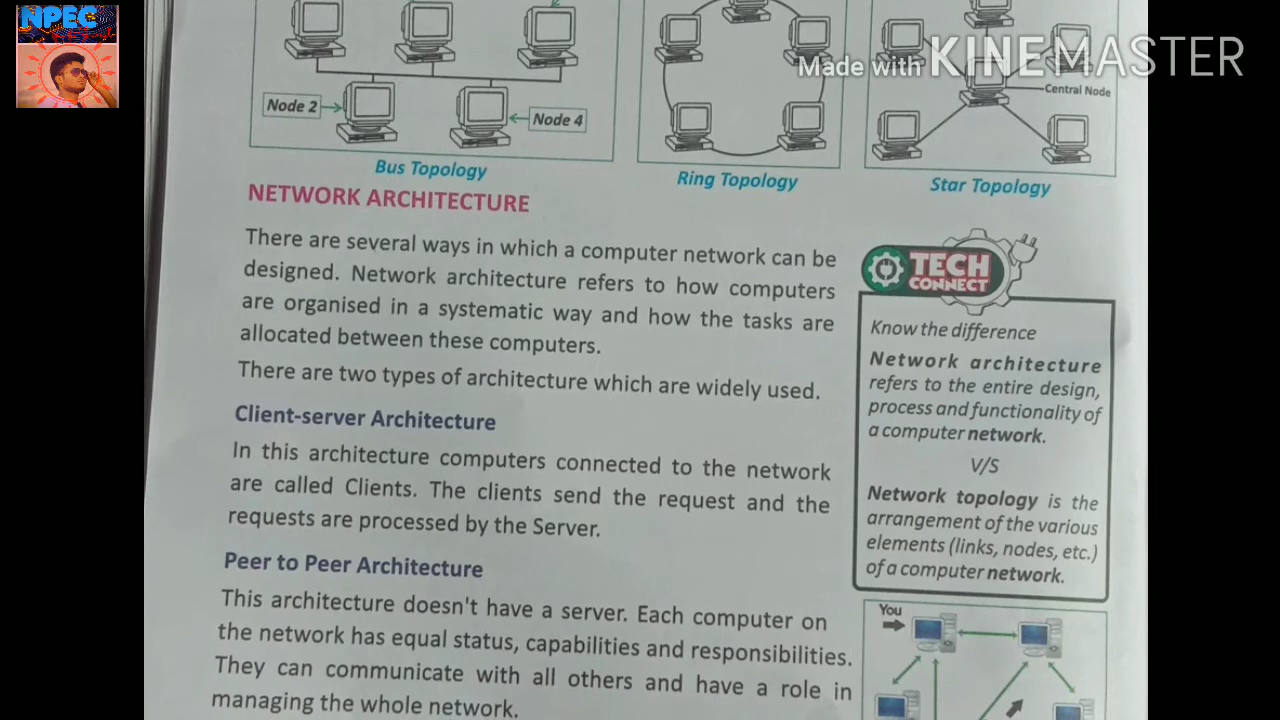 NPEC
Made with KINEMASTER
Central Node
Node 2
Node 4
Bus Topology
Ring Topology
Star Topology
NETWORK ARCHITECTURE
There are several ways in which a computer network can be
designed. Network architecture refers to how computers
are organised in a systematic way and how the tasks are
allocated between these computers.
There are two types of architecture which are widely used.
Client-server Architecture
In this architecture computers connected to the network
are called Clients. The clients send the request and the
requests are processed by the Server.
Peer to Peer Architecture
This architecture doesn't have a server. Each computer on
the network has equal status, capabilities and responsibilities.
They can communicate with all others and have a role in
managing the whole network.
TECH
CONNECT
Know the difference
Network architecture
refers to the entire design,
process and functionality of
a computer network.
V/S
Network topology is the
arrangement of the various
elements (links, nodes, etc.)
of a computer network.
You